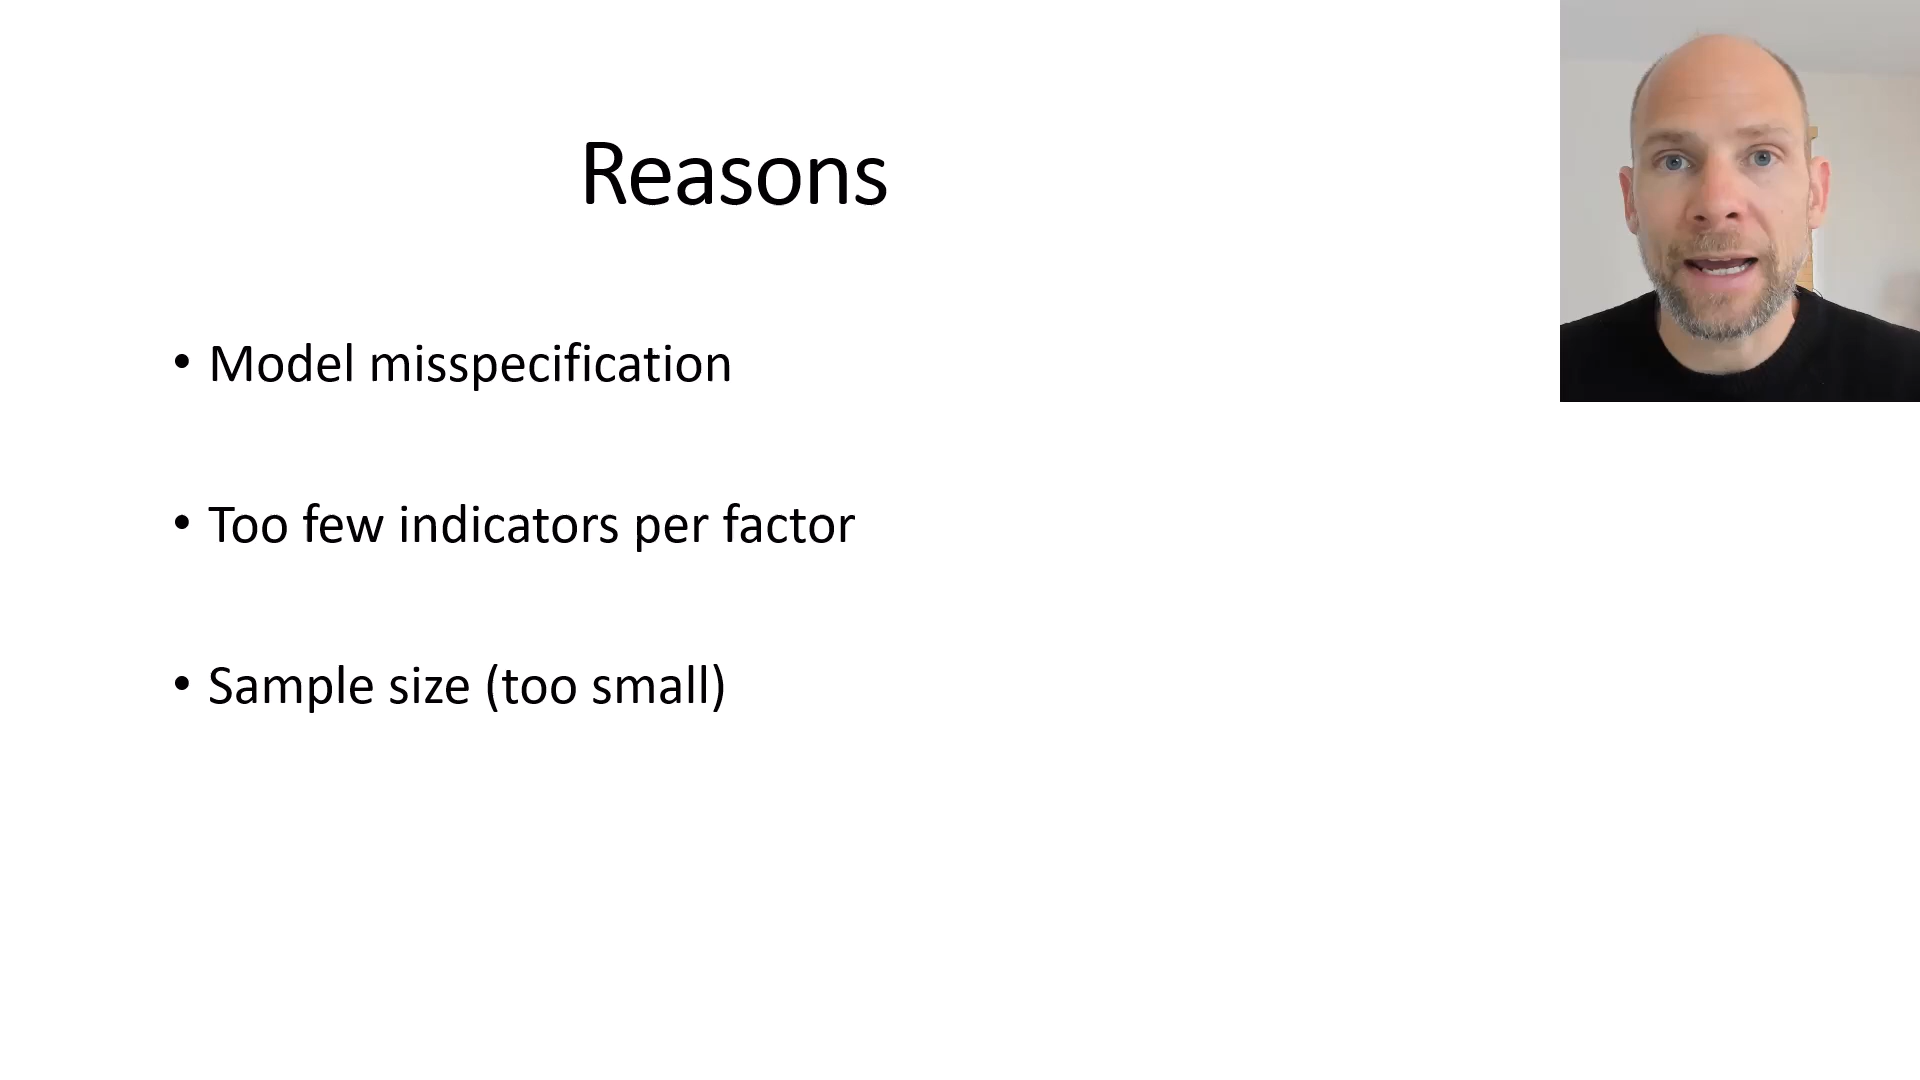 Reasons
• Model misspecification
• Too few indicators per factor
• Sample size (too small)